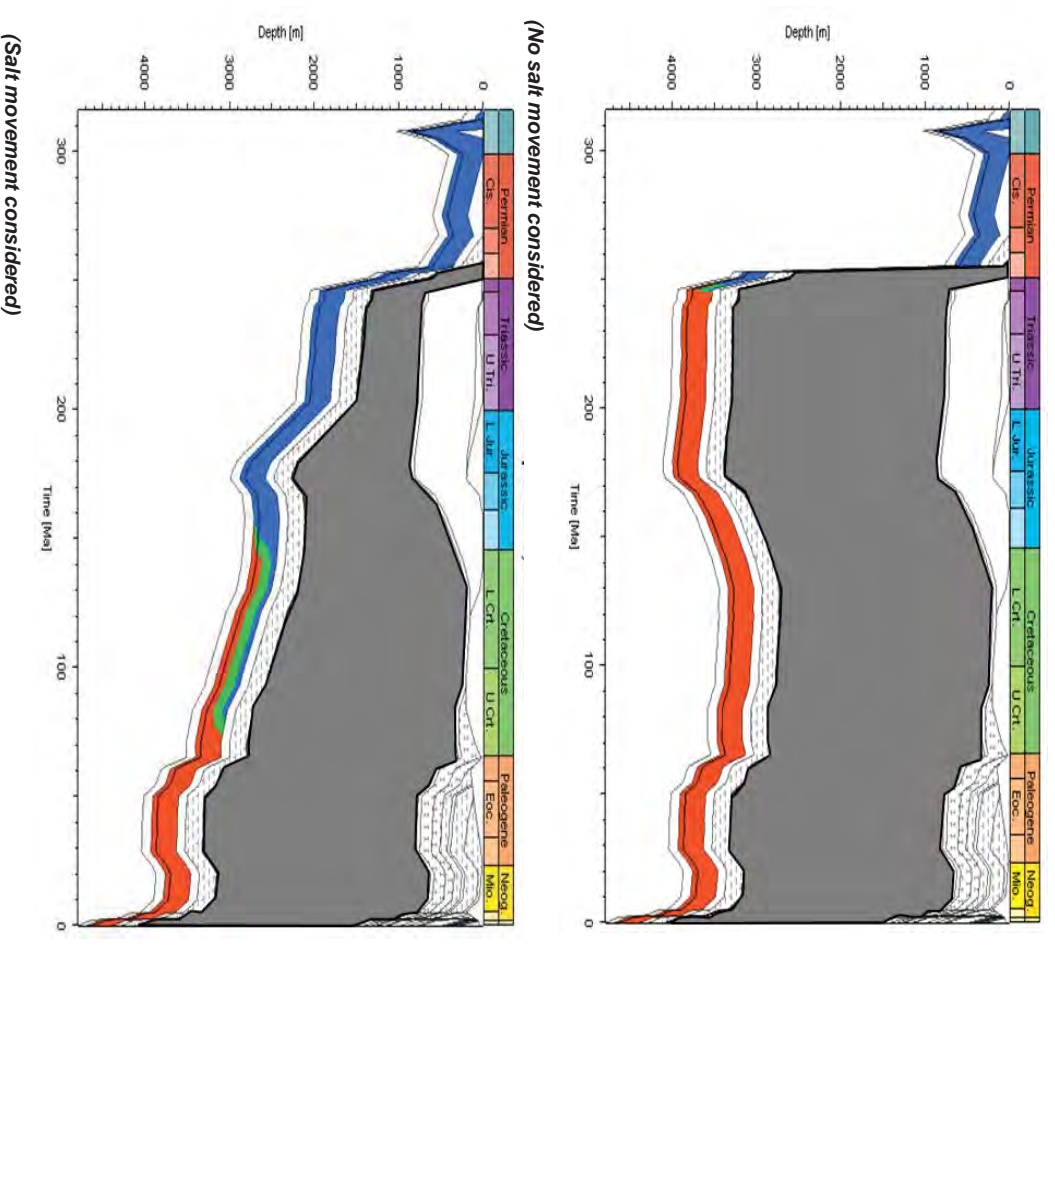 Permian Triassic Jurassic Cretaceous Paleogene Neog.
Cis. U Tri. L Jur. L Crt. U Crt. Eoc. Mio.
0
1000
2000
3000
4000
Depth [m]
300 200 100 0
Time [Ma]
(No salt movement considered)
Permian Triassic Jurassic Cretaceous Paleogene Neog.
Cis. U Tri. L Jur. L Crt. U Crt. Eoc. Mio.
0
1000
2000
3000
4000
Depth [m]
300 200 100 0
Time [Ma]
(Salt movement considered)